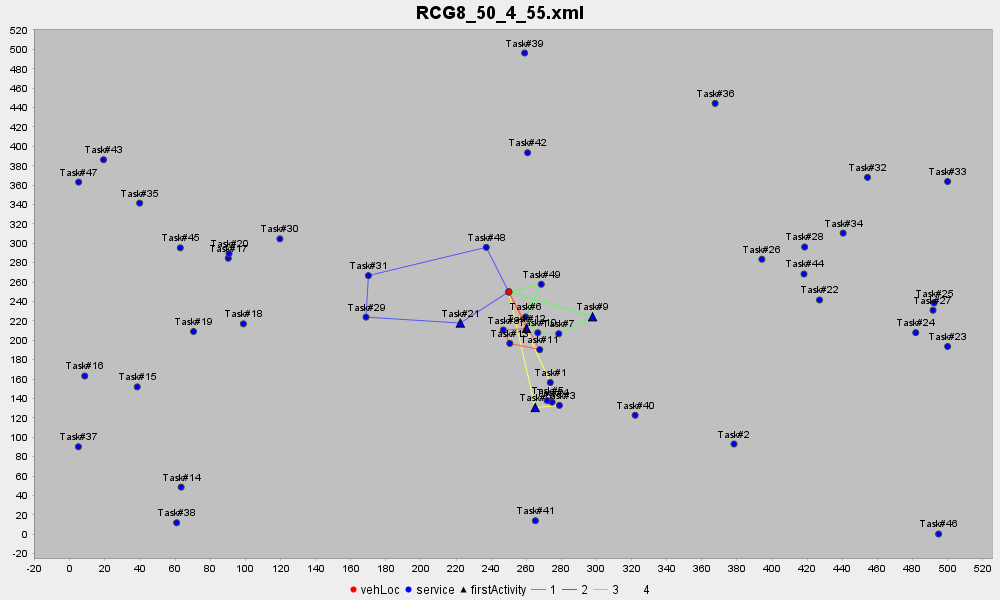 RCG8_50_4_55.xml
520
500
480
460
440
420
400
380
360
340
320
300
280
260
240
220
200
180
160
140
120
100
80
60
40
20
0
-20
Task#39
Task#36
Task#42
Task#43
Task#47
Task#32
Task#33
Task#35
Task#34
Task#30
Task#45
Task#20
Task#17
Task#48
Task#28
Task#26
Task#31
Task#44
Task#49
Task#22
Task#25
Task#27
Task#29
Task#21
Task#6
Task#9
Task#18
Task#19
Task#7
Task#11
Task#24
Task#23
Task#16
Task#15
Task#1
Task#3
Task#40
Task#2
Task#37
Task#14
Task#38
Task#41
Task#46
-20 0 20 40 60 80 100 120 140 160 180 200 220 240 260 280 300 320 340 360 380 400 420 440 460 480 500 520
vehLoc service firstActivity 1 2 3 4